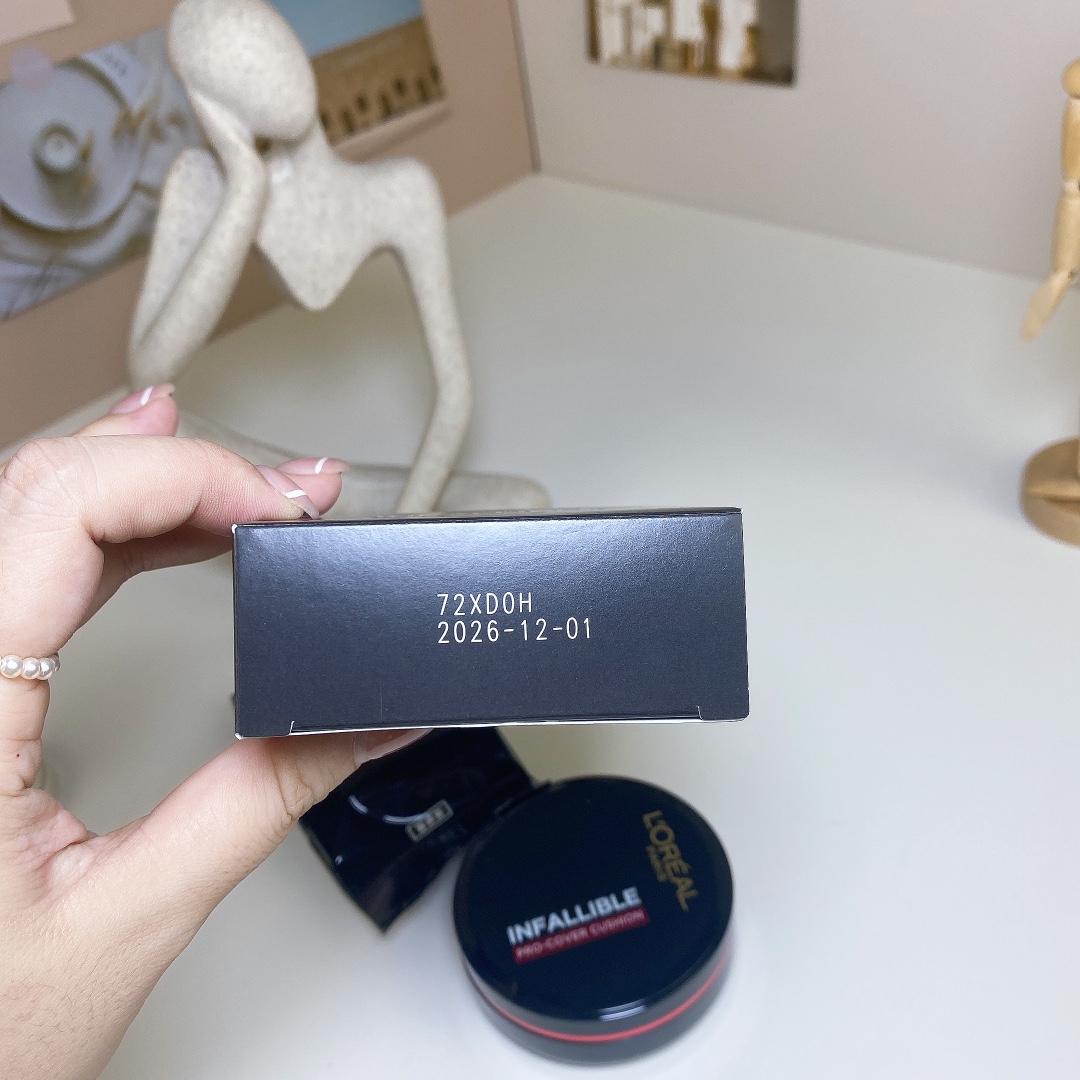 72XD0H
2026-12-01
L'ORÉAL
PARIS
INFALLIBLE
PRO-COVER CUSHION